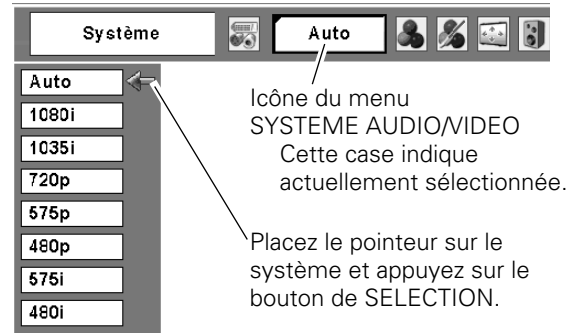 Système
Auto
Auto
1080i
1035i
720p
575p
480p
575i
480i
Icône du menu
SYSTEME AUDIO/VIDEO
Cette case indique
actuellement sélectionnée.
Placez le pointeur sur le
système et appuyez sur le
bouton de SELECTION.